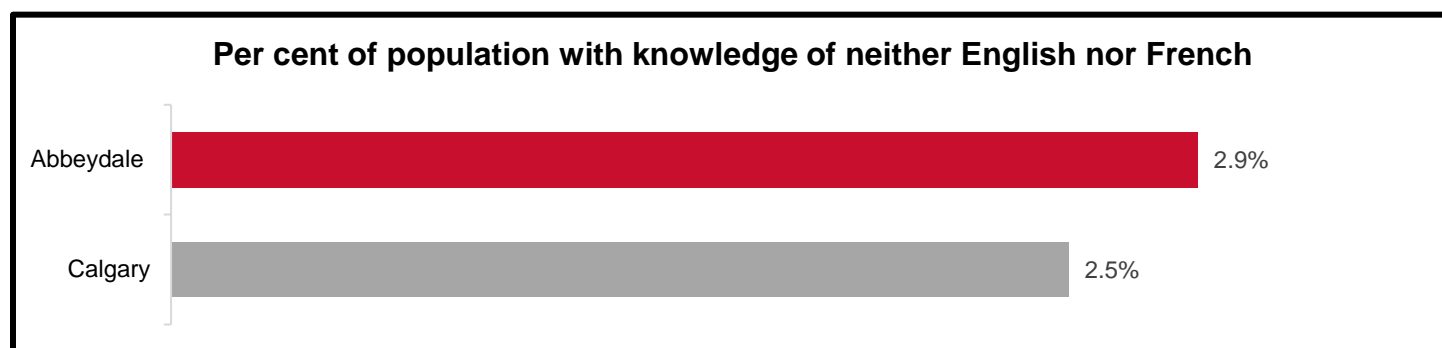 Per cent of population with knowledge of neither English nor French
Abbeydale
2.9%
Calgary
2.5%